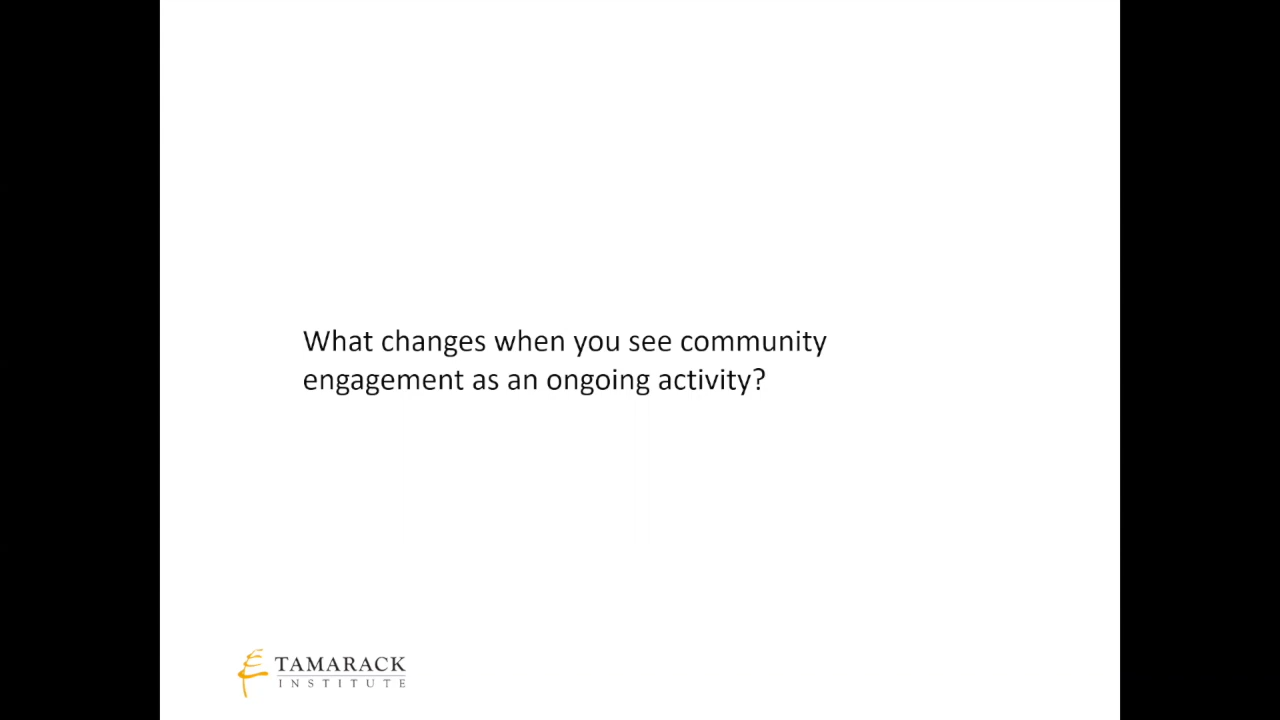 What changes when you see community
engagement as an ongoing activity?
TAMARACK
INSTITUTE